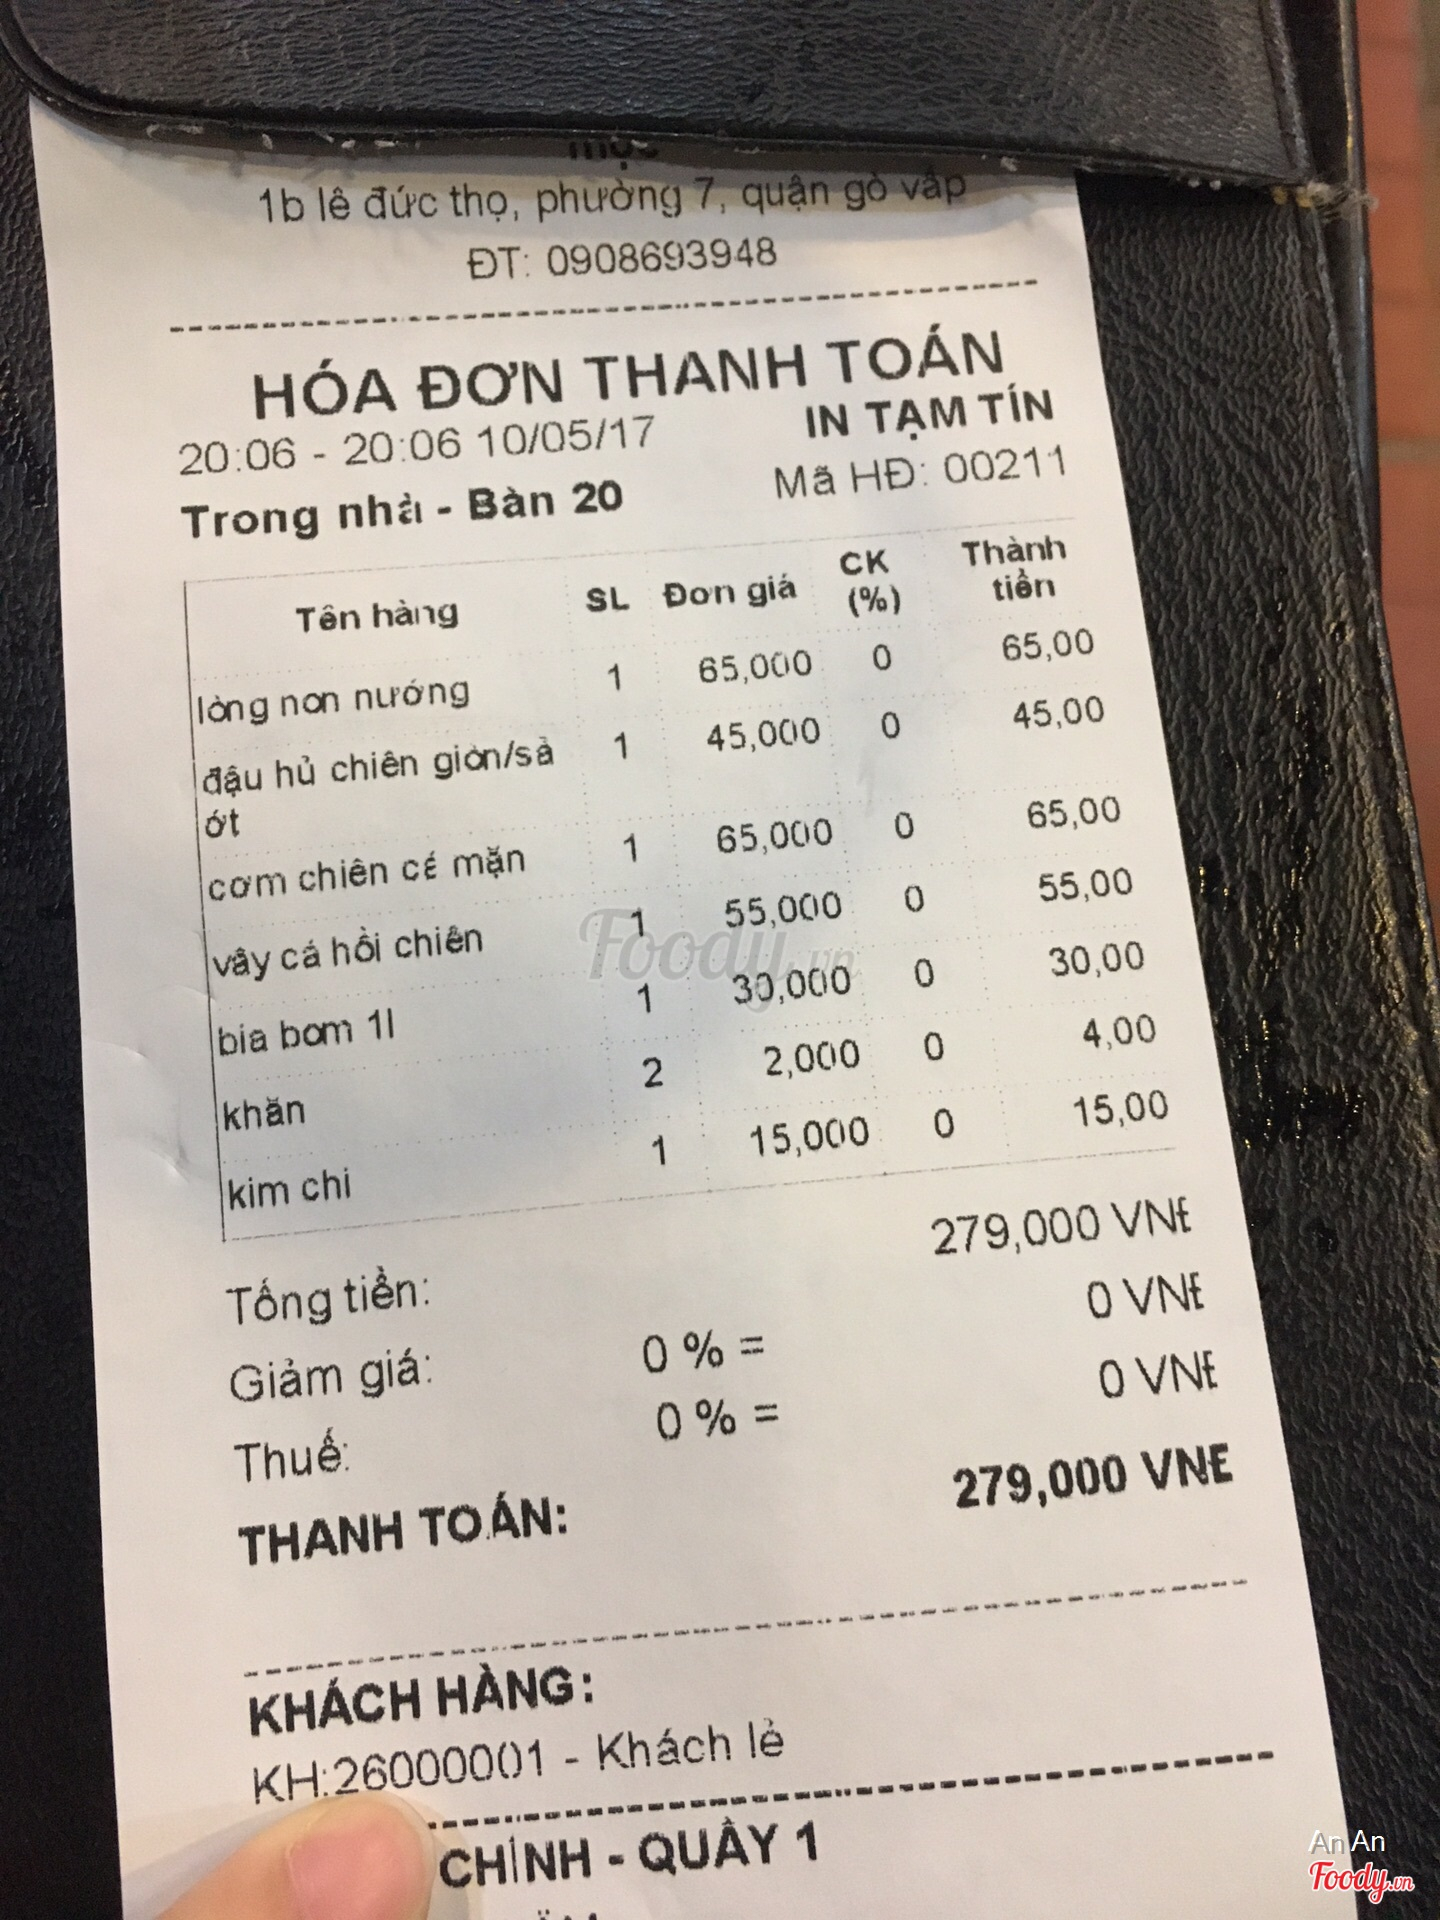 1b lê đức thọ, phường 7, quận gò vấp
ĐT: 0908693948
HÓA ĐƠN THANH TOÁN
IN TẠM TÍN
20:06 - 20:06 10/05/17
Mã HĐ: 00211
Trong nhà - Bàn 20
Tên hàng SL Đơn giá CK (%) Thành tiền
lòng non nướng 1 65,000 0 65,00
đậu hủ chiên giòn/sả 1 45,000 0 45,00
ớt
cơm chiên cá mặn 1 65,000 0 65,00
vây cá hồi chiên 1 55,000 0 55,00
bia bom 1l 1 30,000 0 30,00
khăn 2 2,000 0 4,00
kim chi 1 15,000 0 15,00
Tổng tiền: 279,000 VNĐ
Giảm giá: 0 % = 0 VNĐ
Thuế: 0 % = 0 VNĐ
THANH TOÁN: 279,000 VNĐ
KHÁCH HÀNG:
KH:26000001 - Khách lẻ
CHÍNH - QUẦY 1
Foody.vn
An An
Foody.vn